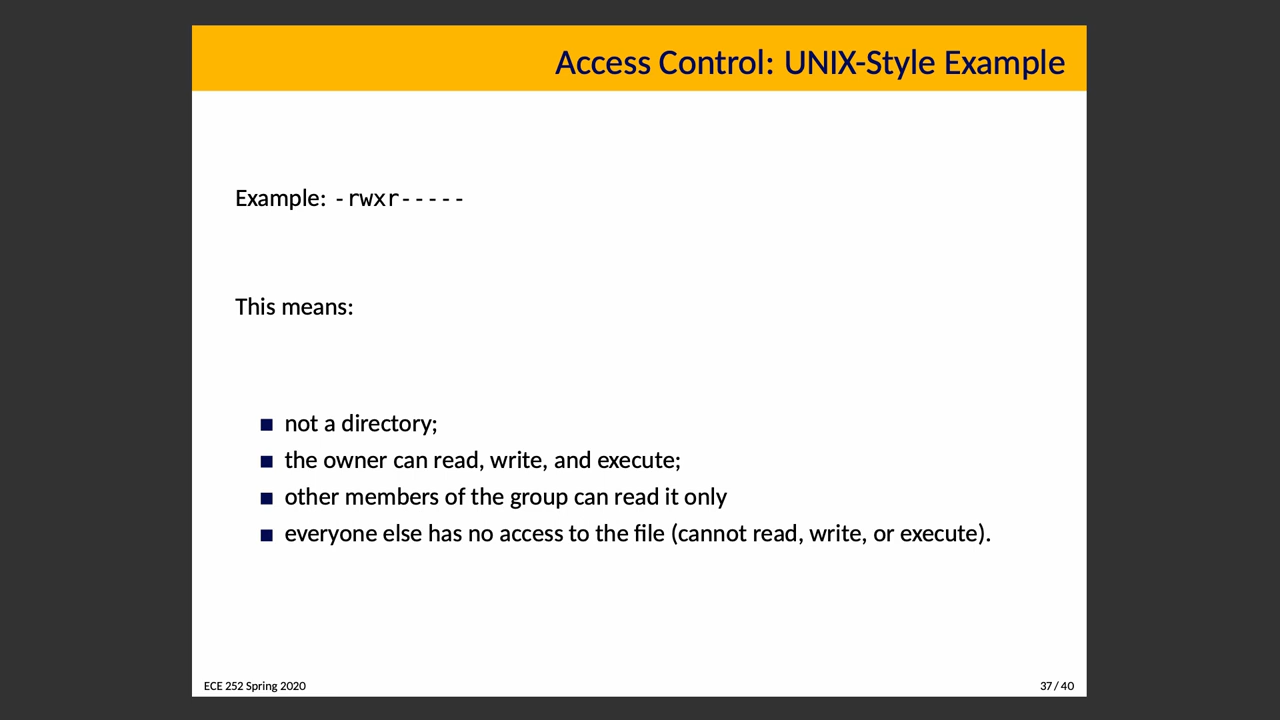 Access Control: UNIX-Style Example
Example: -rwxr-----
This means:
■ not a directory;
■ the owner can read, write, and execute;
■ other members of the group can read it only
■ everyone else has no access to the file (cannot read, write, or execute).
ECE 252 Spring 2020
37 / 40